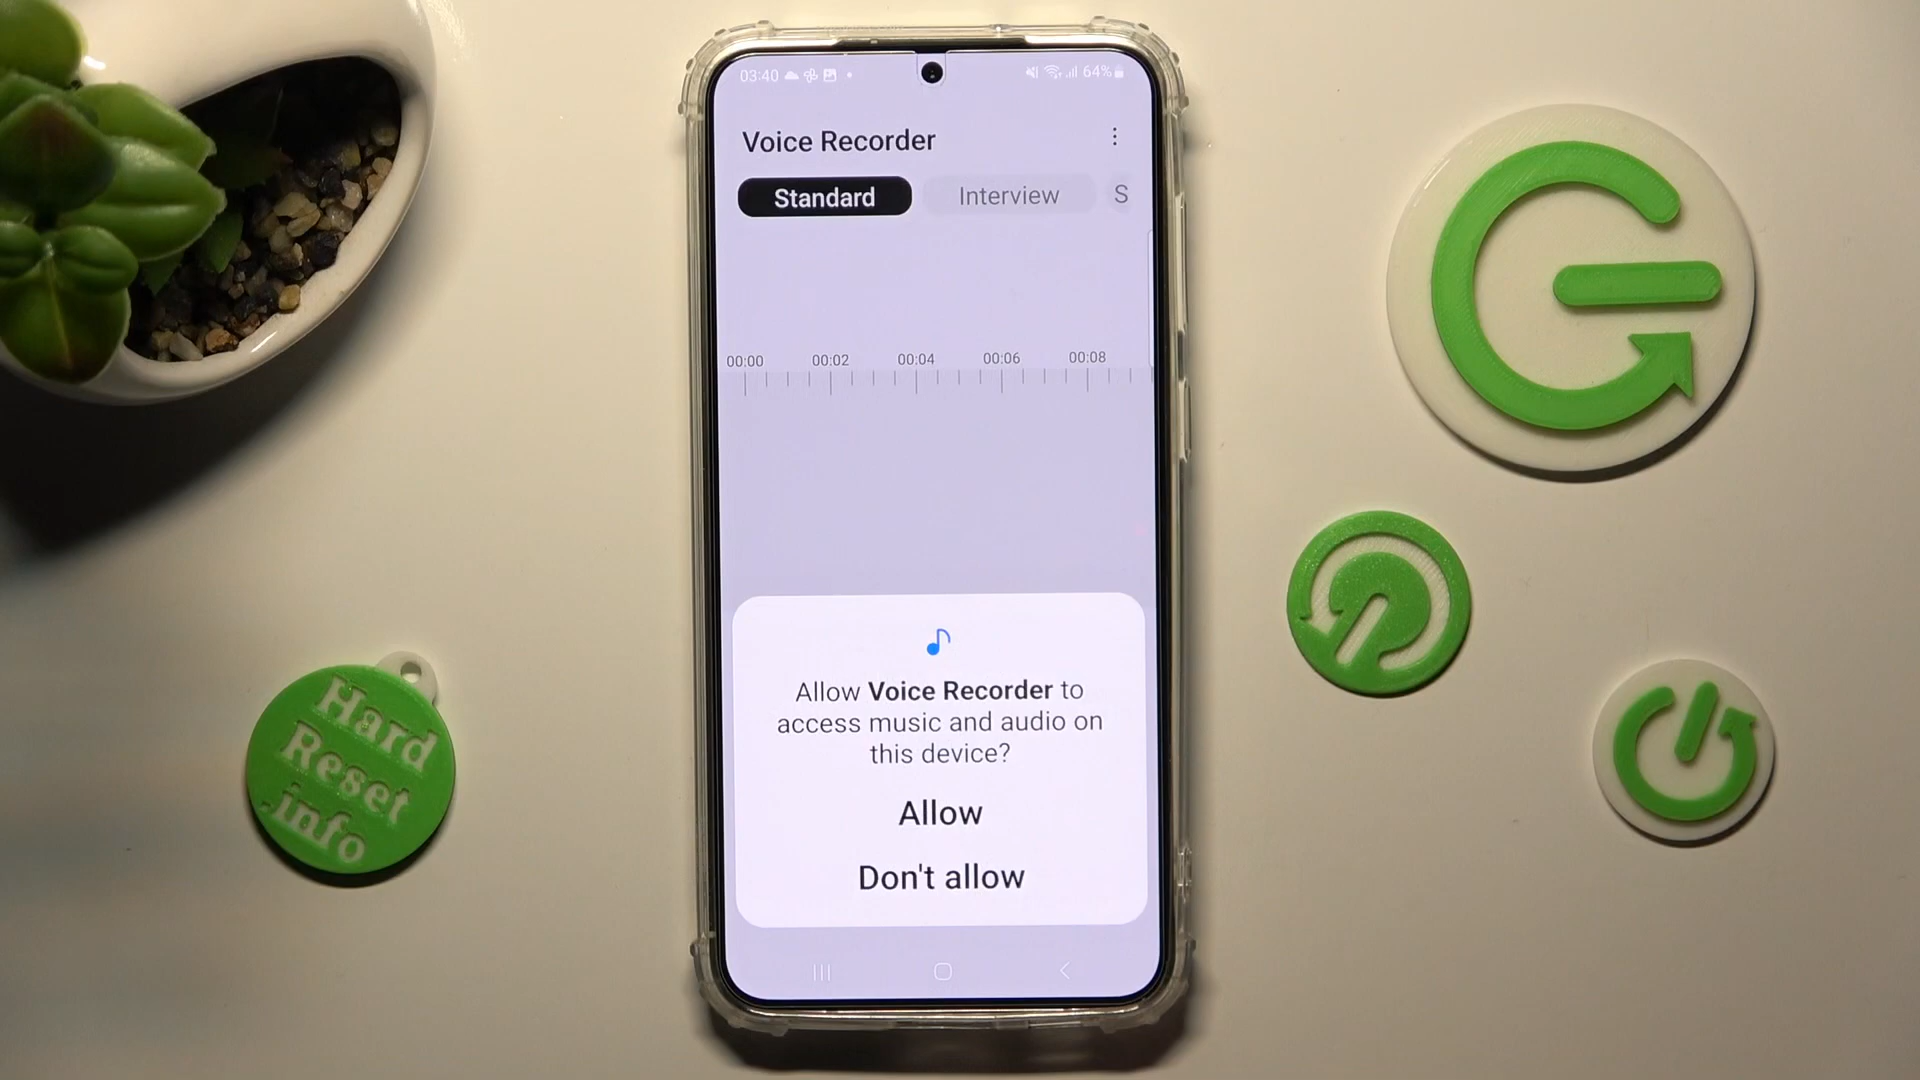 03:40
64%
Voice Recorder
Standard
Interview
S
00:00
00:02
00:04
00:06
00:08
Allow Voice Recorder to
access music and audio on
this device?
Allow
Don't allow
Hard
Reset
.info